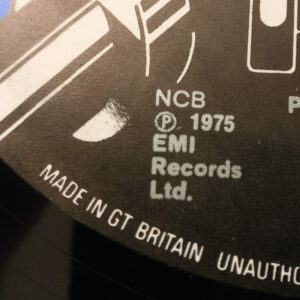 NCB
℗ 1975
EMI
Records
Ltd.
P
MADE IN GT BRITAIN UNAUTHO